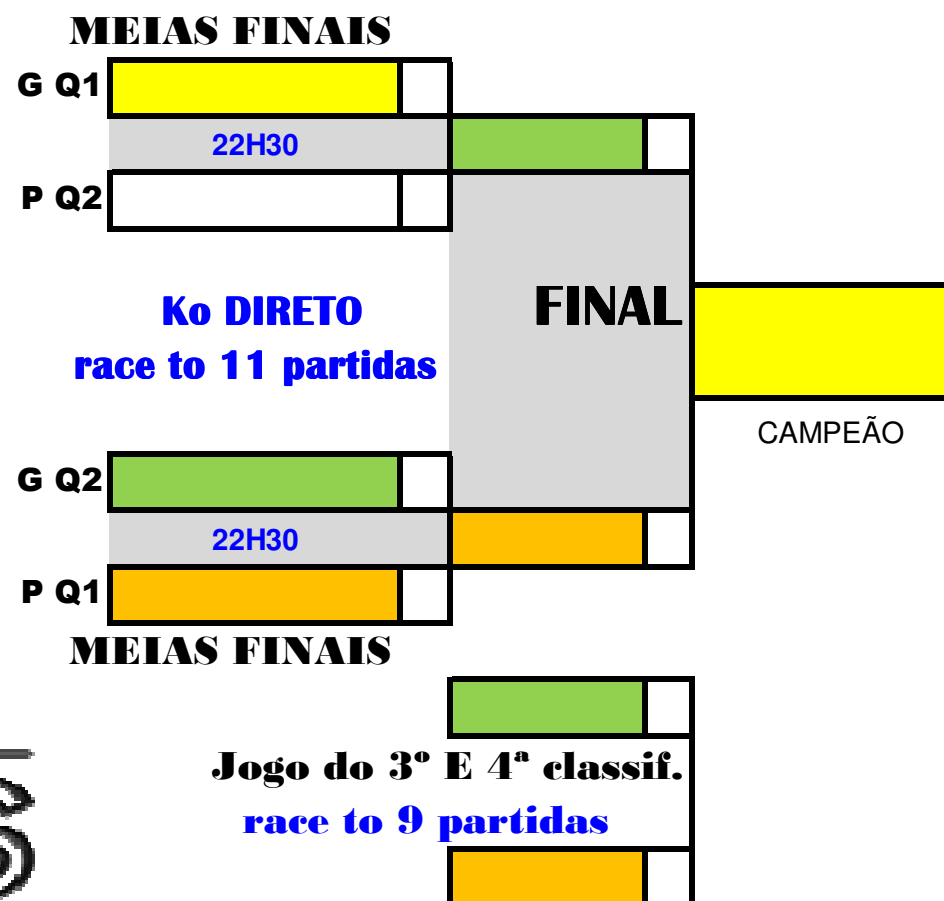 MEIAS FINAIS
G Q1
22H30
P Q2
Ko DIRETO
race to 11 partidas
FINAL
CAMPEÃO
G Q2
22H30
P Q1
MEIAS FINAIS
Jogo do 3º E 4ª classif.
race to 9 partidas